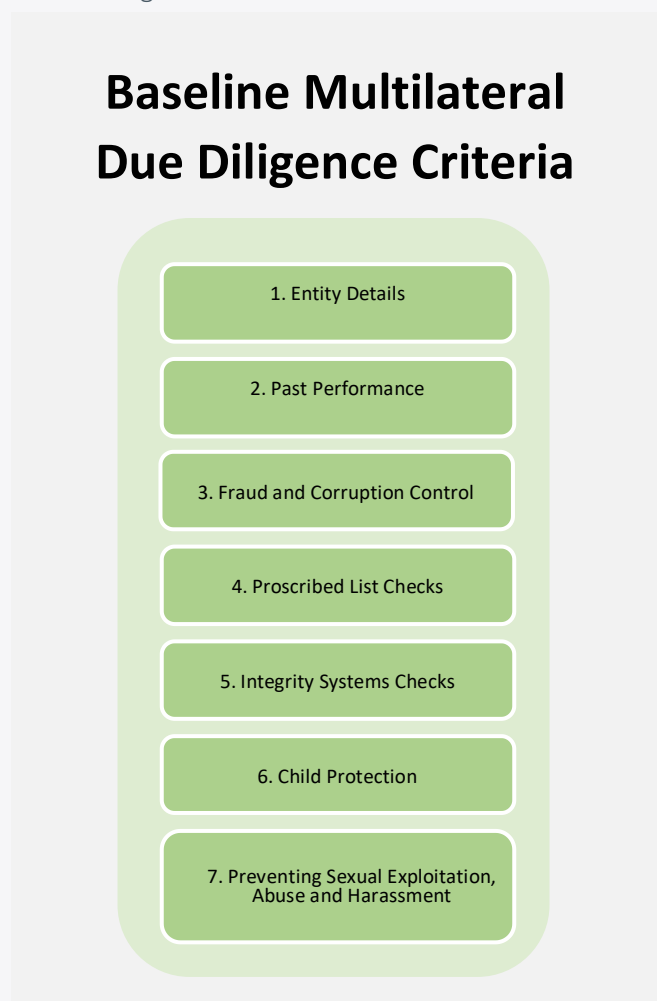 Baseline Multilateral
Due Diligence Criteria
1. Entity Details
2. Past Performance
3. Fraud and Corruption Control
4. Proscribed List Checks
5. Integrity Systems Checks
6. Child Protection
7. Preventing Sexual Exploitation,
Abuse and Harassment